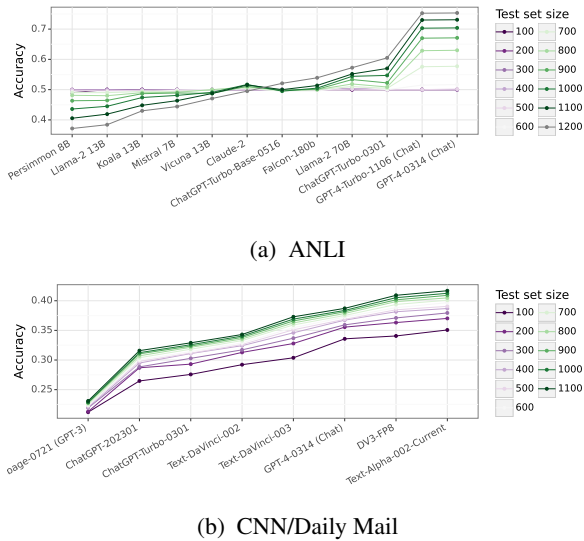 Test set size
100 700
200 800
300 900
400 1000
500 1100
600 1200
Accuracy
0.7
0.6
0.5
0.4
Persimmon 8B
Llama-2 13B
Koala 13B
Mistral 7B
Vicuna 13B
Claude-2
ChatGPT-Turbo-Base-0516
Falcon-180b
Llama-2 70B
ChatGPT-Turbo-0301
GPT-4-Turbo-1106 (Chat)
GPT-4-0314 (Chat)
(a) ANLI
Test set size
100 700
200 800
300 900
400 1000
500 1100
600
Accuracy
0.40
0.35
0.30
0.25
(GPT-3)
ChatGPT-202301
ChatGPT-Turbo-0301
Text-DaVinci-002
Text-DaVinci-003
GPT-4-0314 (Chat)
DV3-FP8
Text-Alpha-002-Current
(b) CNN/Daily Mail